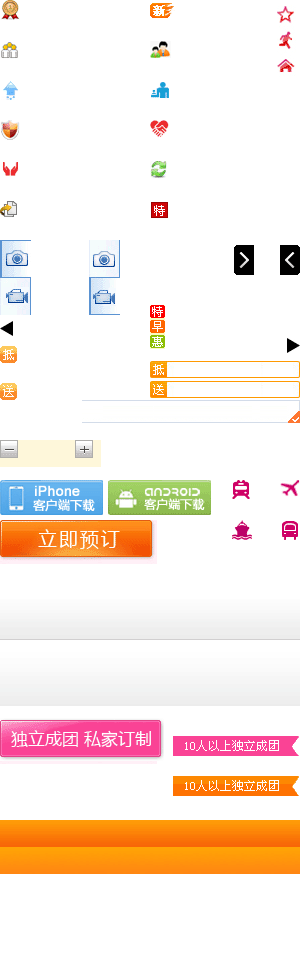 新
特
特
早
惠
抵
抵
送
送
iPhone
客户端下载
ANDROID
客户端下载
立即预订
独立成团 私家订制
10人以上独立成团
10人以上独立成团